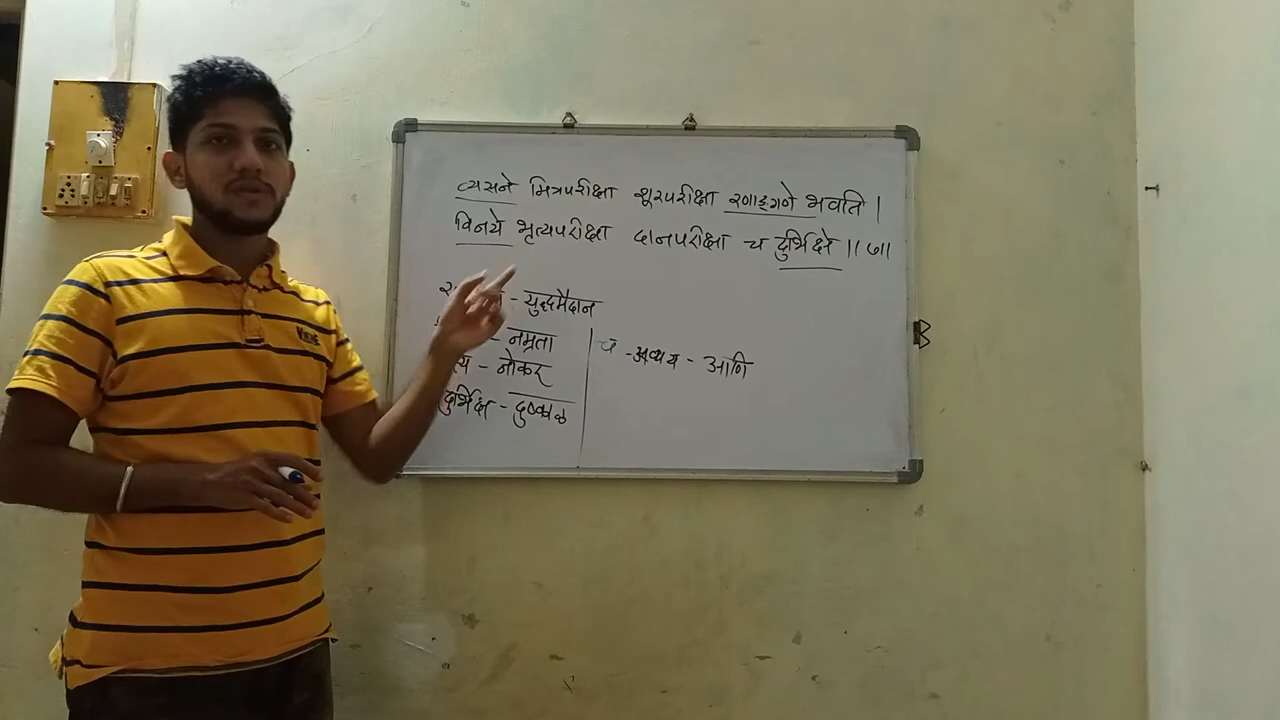 व्यसने मित्रपरीक्षा शूरपरीक्षा रणाङ्गणे भवति |
विनये भृत्यपरीक्षा दानपरीक्षा च दुर्भिक्षे || ७||
- युद्धमैदान
- नम्रता
- नोकर
दुर्भिक्ष - दुष्काळ
च - अव्यय - आणि